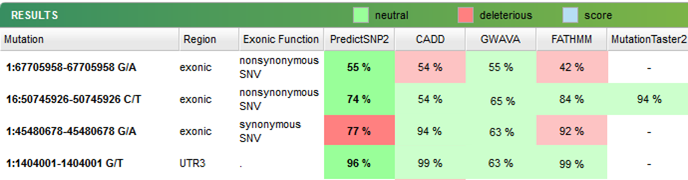 RESULTS neutral deleterious score
Mutation Region Exonic Function PredictSNP2 CADD GWAVA FATHMM MutationTaster2
1:67705958-67705958 G/A exonic nonsynonymous SNV 55 % 54 % 55 % 42 % -
16:50745926-50745926 C/T exonic nonsynonymous SNV 74 % 54 % 65 % 84 % 94 %
1:45480678-45480678 G/A exonic synonymous SNV 77 % 94 % 63 % 92 % -
1:1404001-1404001 G/T UTR3 . 96 % 99 % 63 % 99 % -